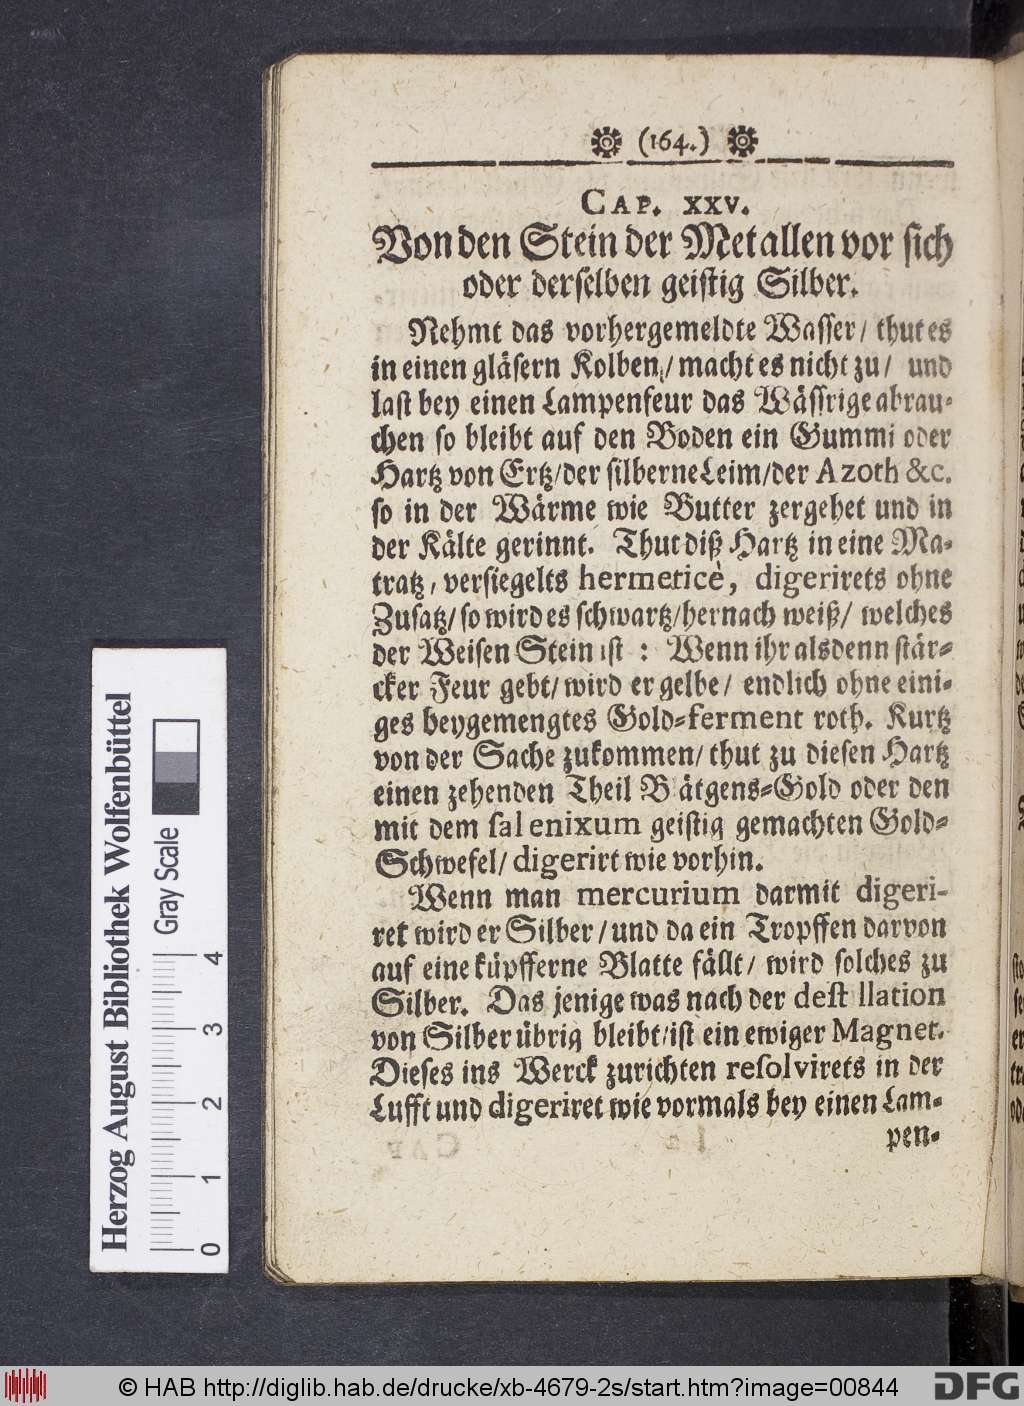 (164.)
CAP. XXV.
Von den Stein der Metallen vor sich
oder derselben geistig Silber.
Nehmt das vorhergemeldte Wasser / thut es
in einen gläsern Kolben / macht es nicht zu / und
last bey einen Lampenfeur das Wässrige abrau-
chen so bleibt auf den Boden ein Gummi oder
Hartz von Ertz / der silberne Leim / der Azoth &c.
so in der Wärme wie Butter zergehet und in
der Kälte gerinnt. Thut diß Hartz in eine Ma-
tratz, versiegelts hermeticè, digerirets ohne
Zusatz / so wird es schwartz / hernach weiß / welches
der Weisen Stein ist : Wenn ihr alsdenn stär-
cker Feur gebt / wird er gelbe / endlich ohne eini-
ges beygemengtes Gold-ferment roth. Kurtz
von der Sache zukommen / thut zu diesen Hartz
einen zehenden Theil Blätgens-Gold oder den
mit dem sal enixum geistig gemachten Gold-
Schwefel / digerirt wie vorhin.
Wenn man mercurium darmit digeri-
ret wird er Silber / und da ein Tropffen darvon
auf eine küpfferne Blatte fällt / wird solches zu
Silber. Das jenige was nach der destillation
von Silber übrig bleibt / ist ein ewiger Magnet.
Dieses ins Werck zurichten resolvirets in der
Lufft und digeriret wie vormals bey einen Lam-
pen-
Herzog August Bibliothek Wolfenbüttel
Gray Scale
0 1 2 3 4
© HAB http://diglib.hab.de/drucke/xb-4679-2s/start.htm?image=00844
DFG